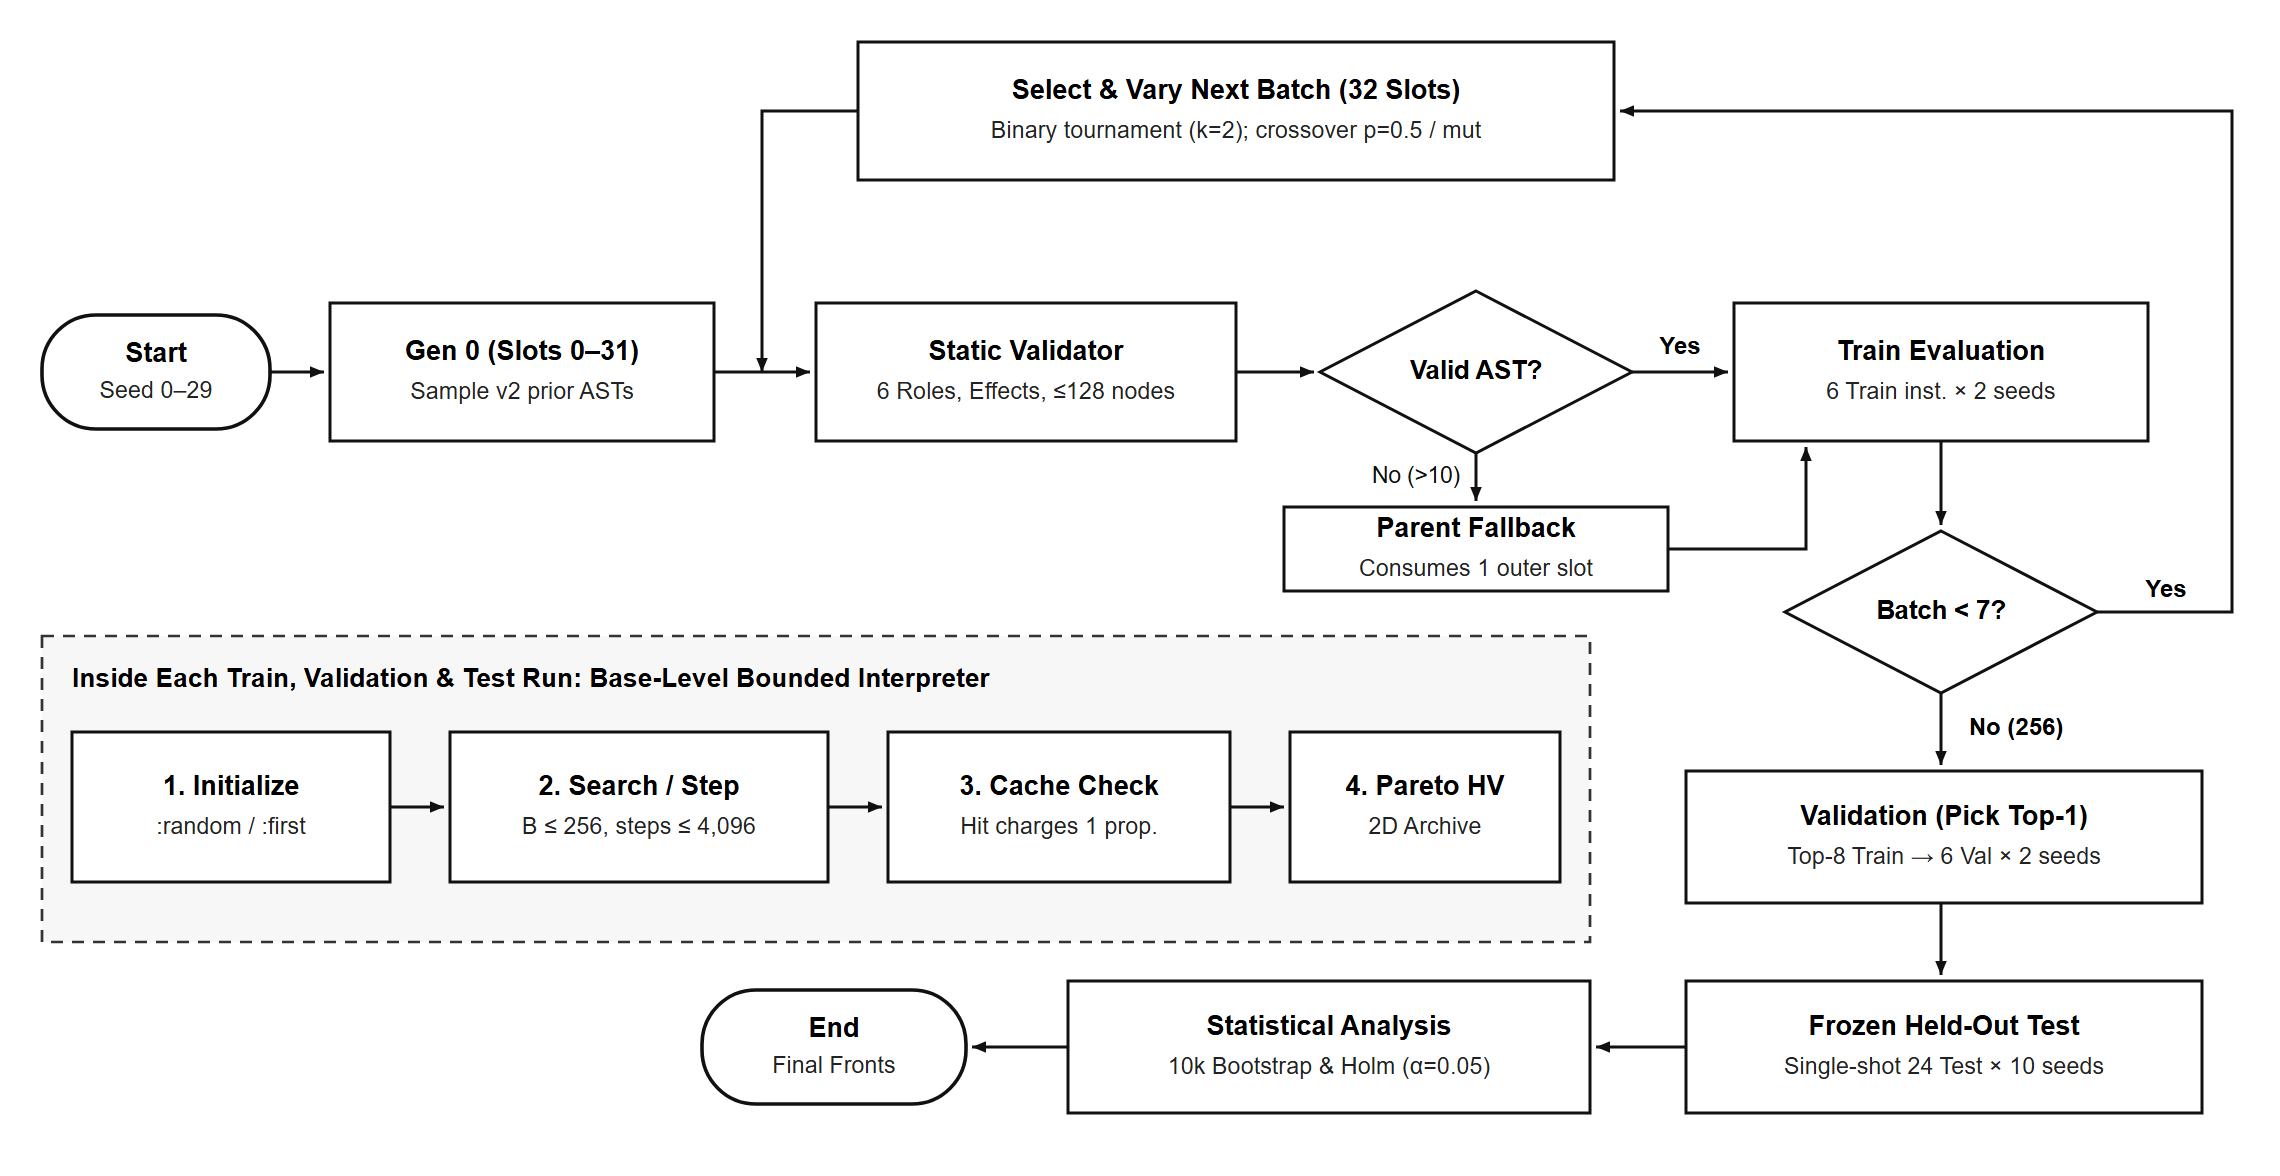 Select & Vary Next Batch (32 Slots)
Binary tournament (k=2); crossover p=0.5 / mut
Start
Seed 0–29
Gen 0 (Slots 0–31)
Sample v2 prior ASTs
Static Validator
6 Roles, Effects, ≤128 nodes
Valid AST?
Yes
Train Evaluation
6 Train inst. × 2 seeds
No (>10)
Parent Fallback
Consumes 1 outer slot
Batch < 7?
Yes
No (256)
Inside Each Train, Validation & Test Run: Base-Level Bounded Interpreter
1. Initialize
:random / :first
2. Search / Step
B ≤ 256, steps ≤ 4,096
3. Cache Check
Hit charges 1 prop.
4. Pareto HV
2D Archive
Validation (Pick Top-1)
Top-8 Train → 6 Val × 2 seeds
Frozen Held-Out Test
Single-shot 24 Test × 10 seeds
Statistical Analysis
10k Bootstrap & Holm (α=0.05)
End
Final Fronts